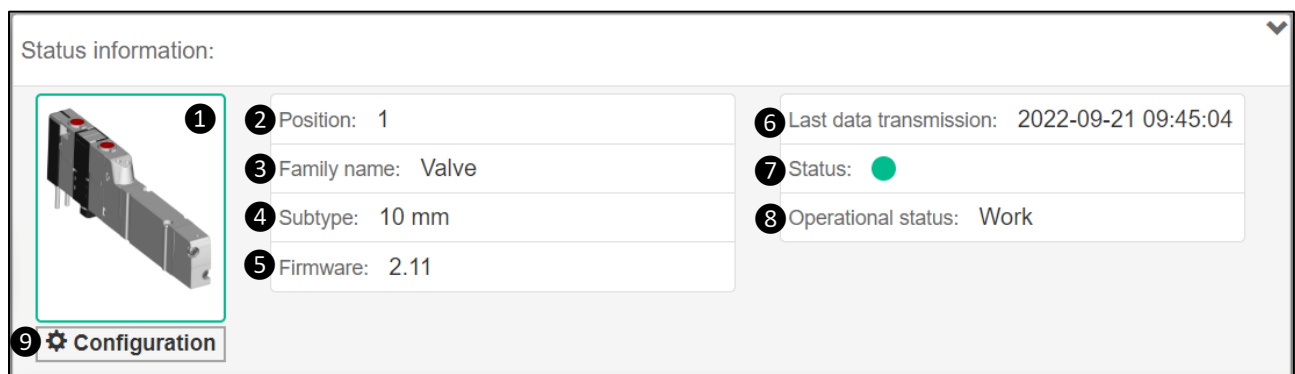 Status information:
1
2 Position: 1
3 Family name: Valve
4 Subtype: 10 mm
5 Firmware: 2.11
6 Last data transmission: 2022-09-21 09:45:04
7 Status:
8 Operational status: Work
9 Configuration